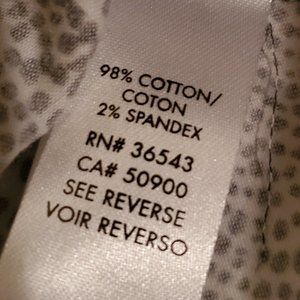 98% COTTON/
COTON
2% SPANDEX
RN# 36543
CA# 50900
SEE REVERSE
VOIR REVERSO